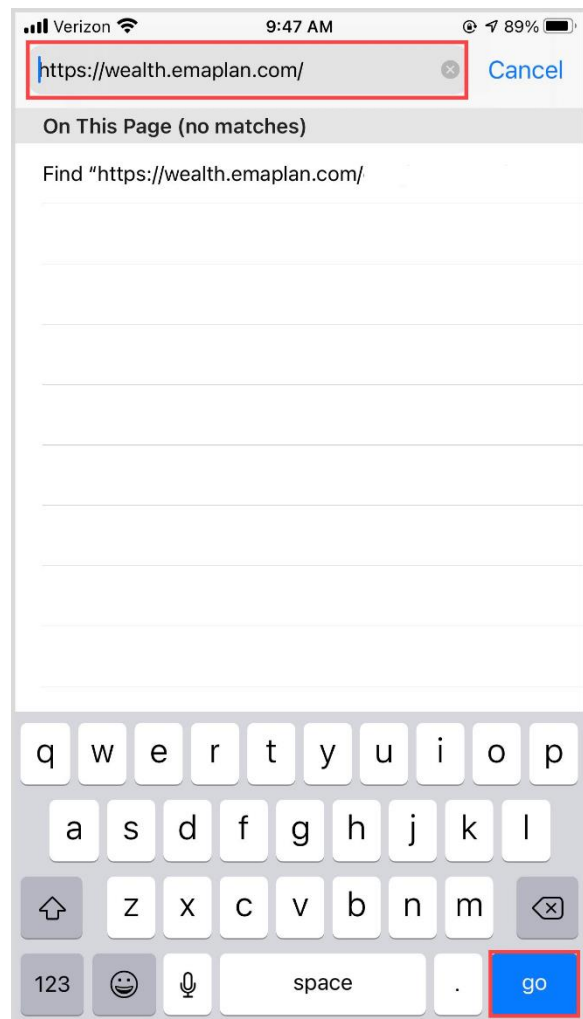 Verizon 9:47 AM 89%
https://wealth.emaplan.com/ Cancel
On This Page (no matches)
Find “https://wealth.emaplan.com/
q w e r t y u i o p
a s d f g h j k l
z x c v b n m
123 space . go